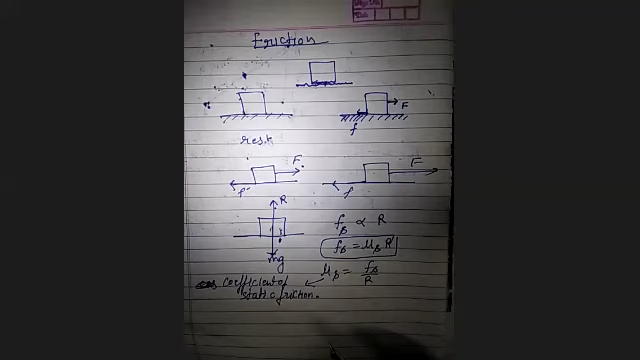 Friction
F
f
rest
F
f
F
f
R
mg
fs ∝ R
fs = μs R
μs = fs/R
coefficient of
static friction.